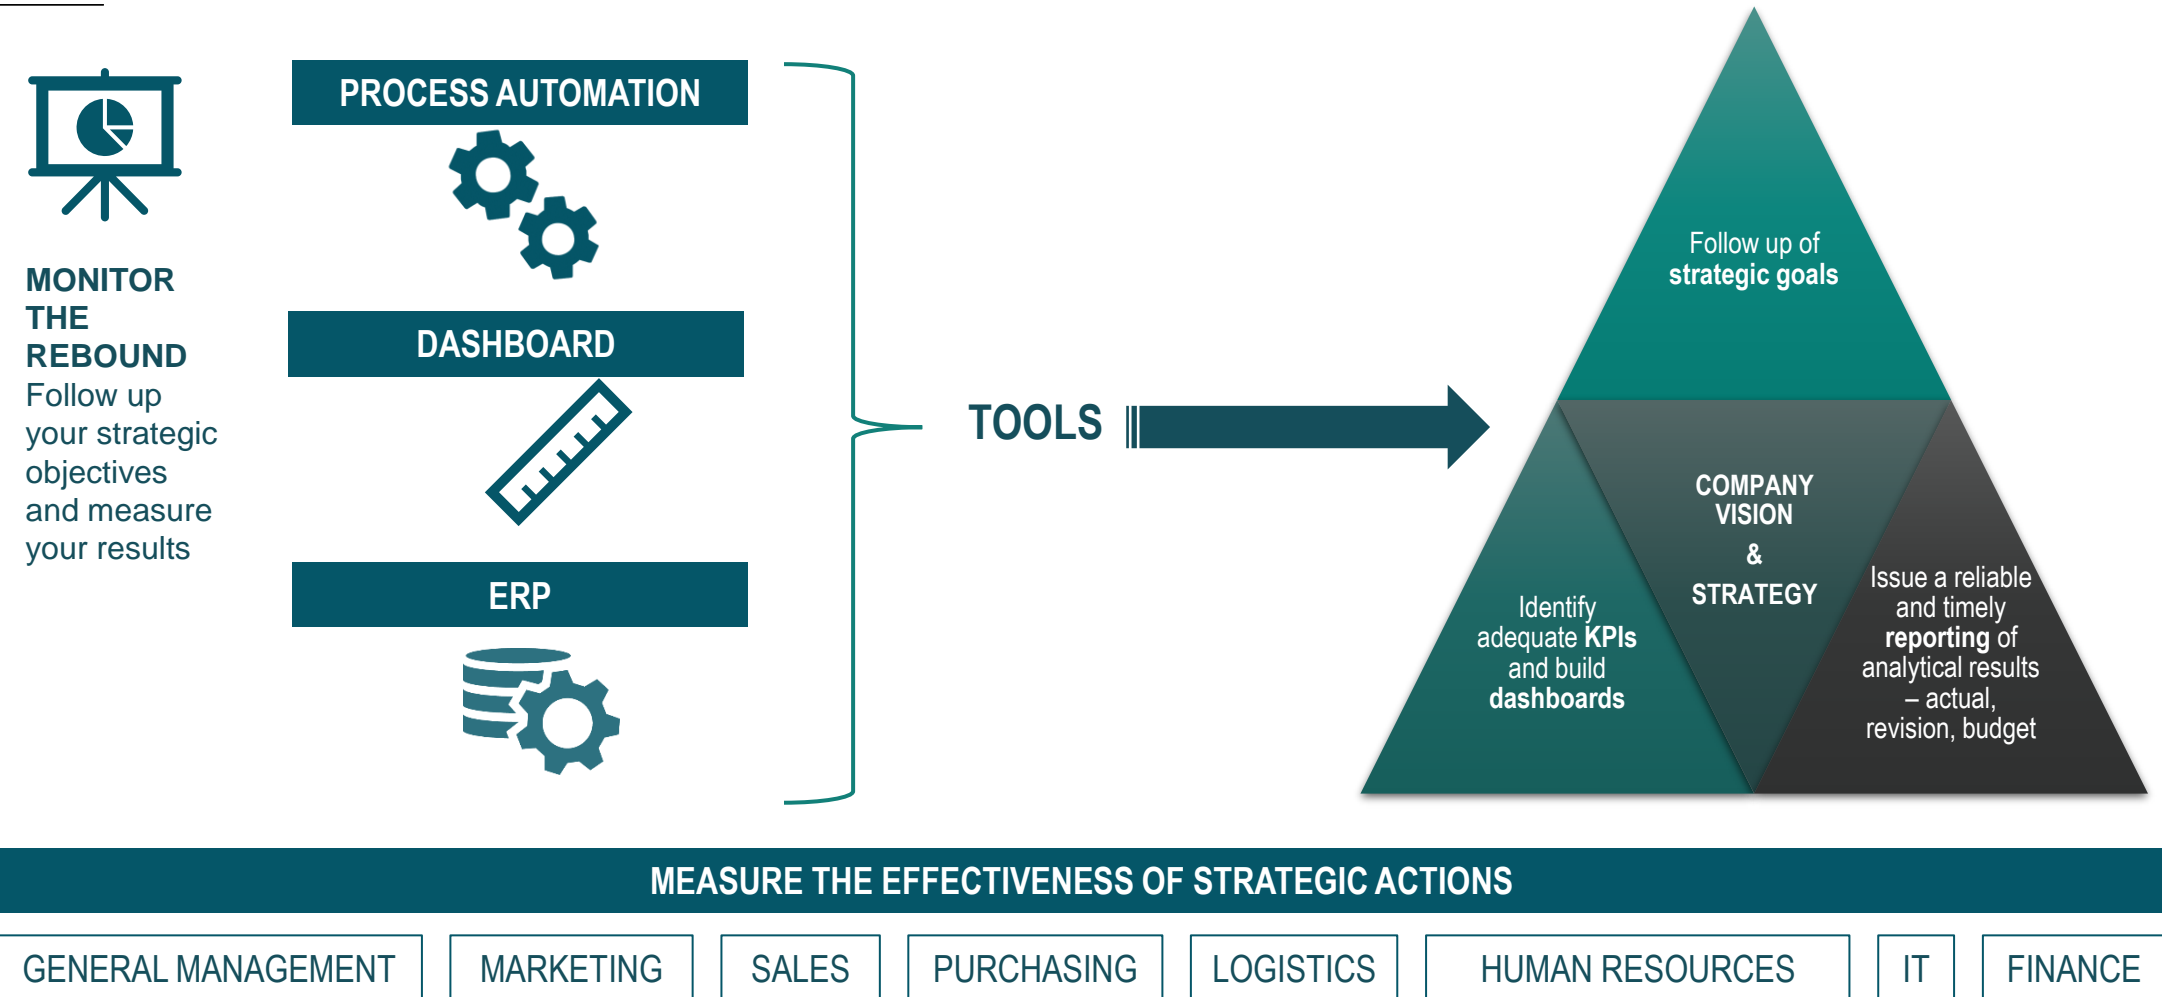 MONITOR
THE
REBOUND
Follow up
your strategic
objectives
and measure
your results
PROCESS AUTOMATION
DASHBOARD
ERP
TOOLS
Follow up of
strategic goals
COMPANY
VISION
&
STRATEGY
Identify
adequate KPIs
and build
dashboards
Issue a reliable
and timely
reporting of
analytical results
– actual,
revision, budget
MEASURE THE EFFECTIVENESS OF STRATEGIC ACTIONS
GENERAL MANAGEMENT
MARKETING
SALES
PURCHASING
LOGISTICS
HUMAN RESOURCES
IT
FINANCE